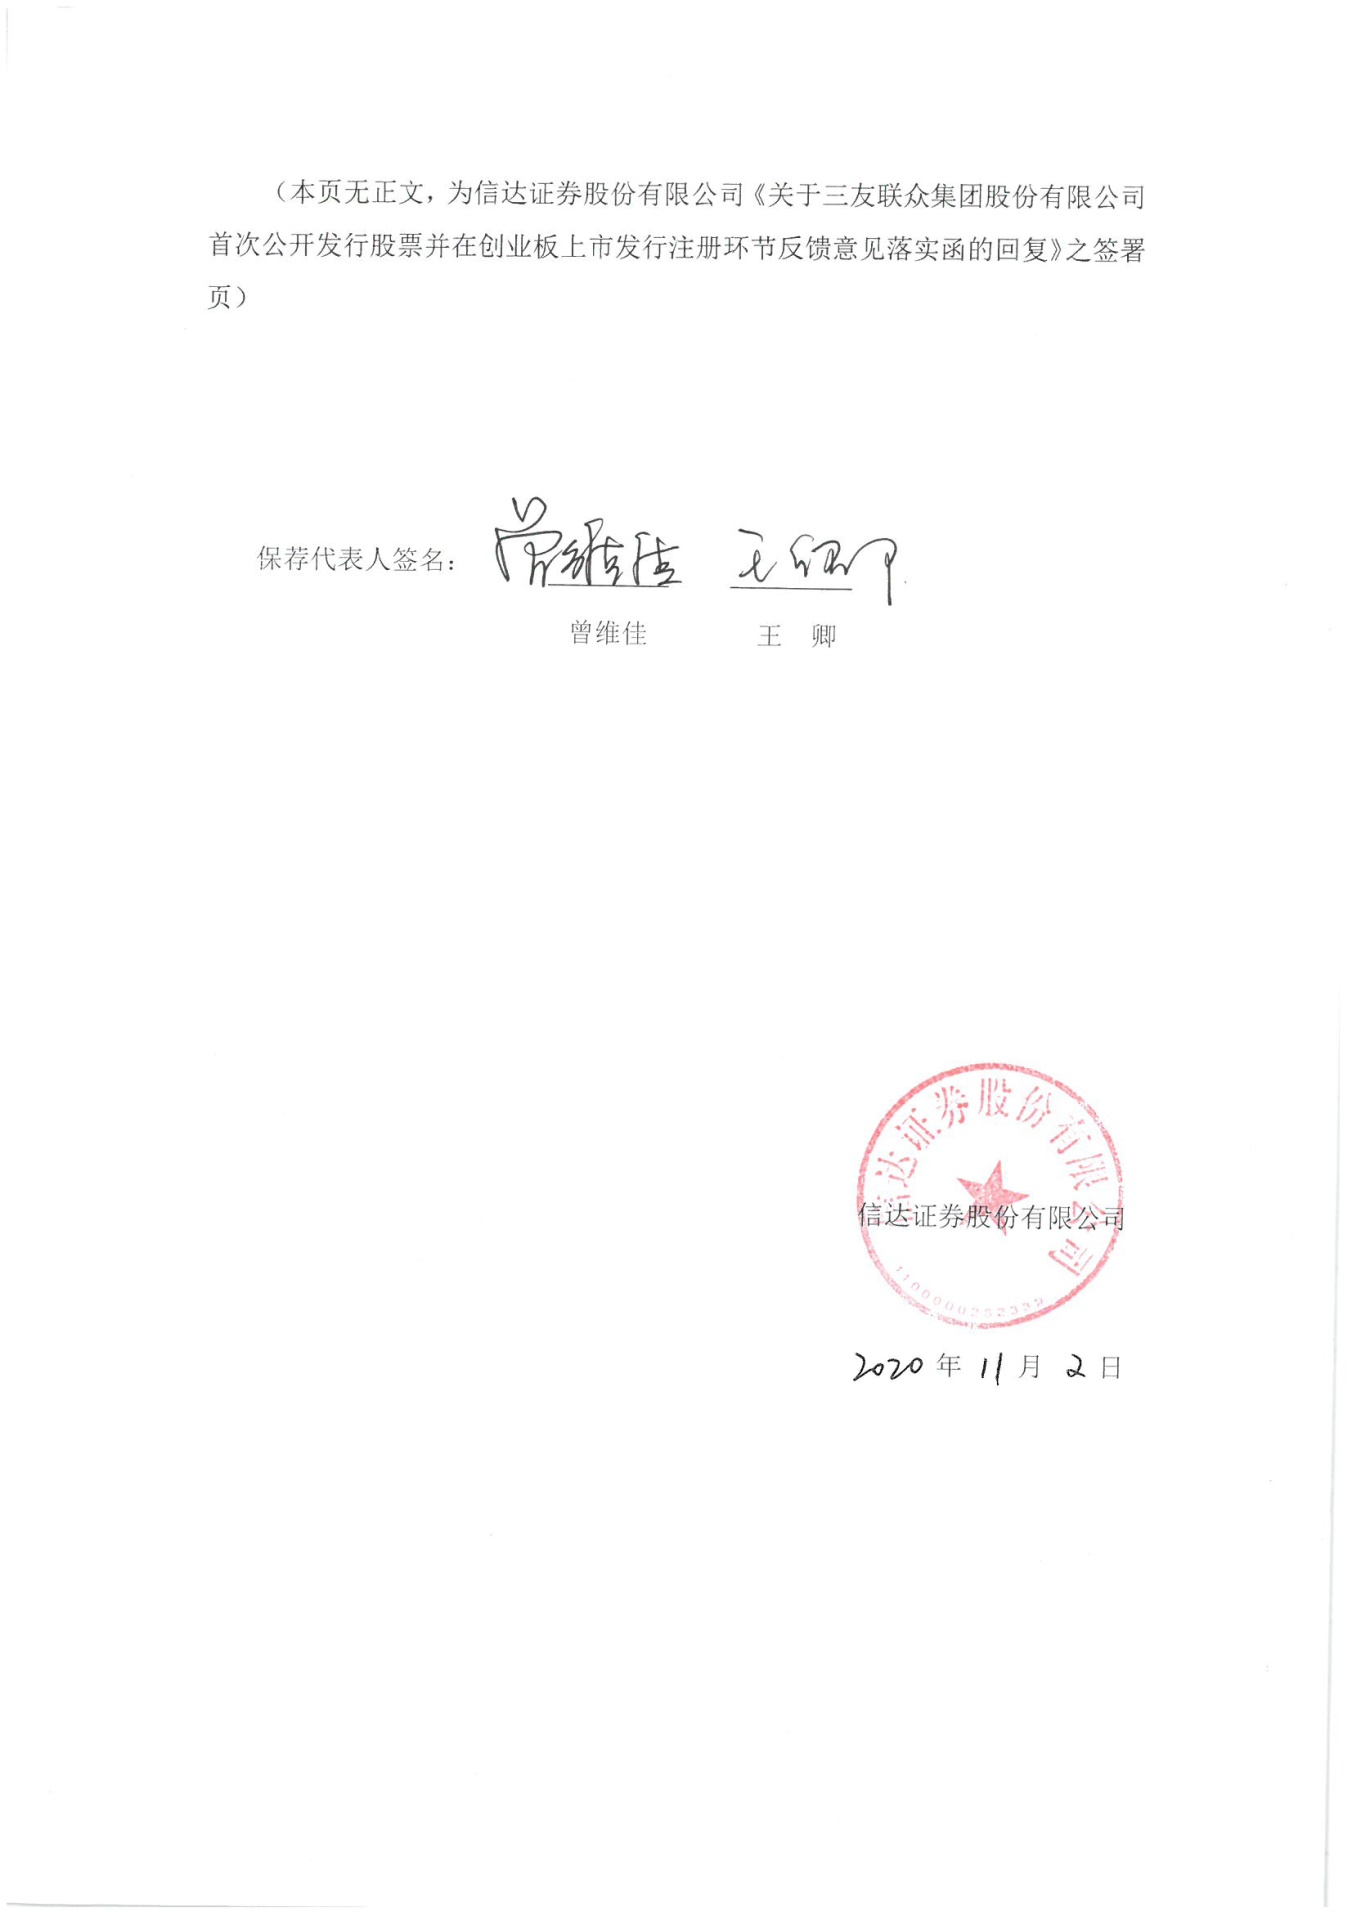 （本页无正文，为信达证券股份有限公司《关于三友联众集团股份有限公司
首次公开发行股票并在创业板上市发行注册环节反馈意见落实函的回复》之签署
页）
保荐代表人签名：
曾维佳 王卿
曾维佳 王 卿
信达证券股份有限公司
信达证券股份有限公司
2020 年 11 月 2 日